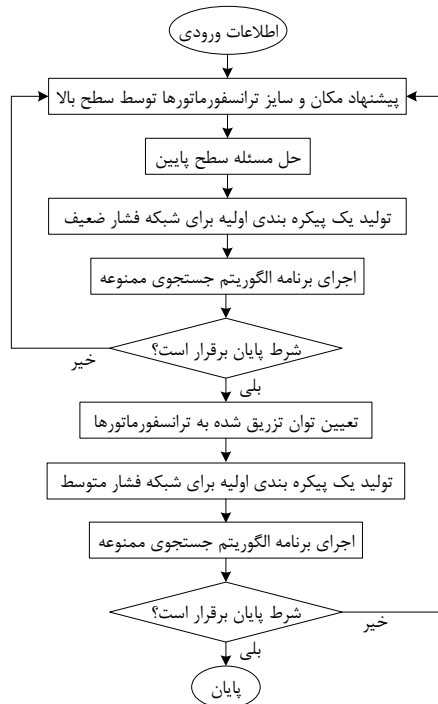 اطلاعات ورودی
پیشنهاد مکان و سایز ترانسفورماتورها توسط سطح بالا
حل مسئله سطح پایین
تولید یک پیکره بندی اولیه برای شبکه فشار ضعیف
اجرای برنامه الگوریتم جستجوی ممنوعه
شرط پایان برقرار است؟
خیر
بلی
تعیین توان تزریق شده به ترانسفورماتورها
تولید یک پیکره بندی اولیه برای شبکه فشار متوسط
اجرای برنامه الگوریتم جستجوی ممنوعه
شرط پایان برقرار است؟
خیر
بلی
پایان